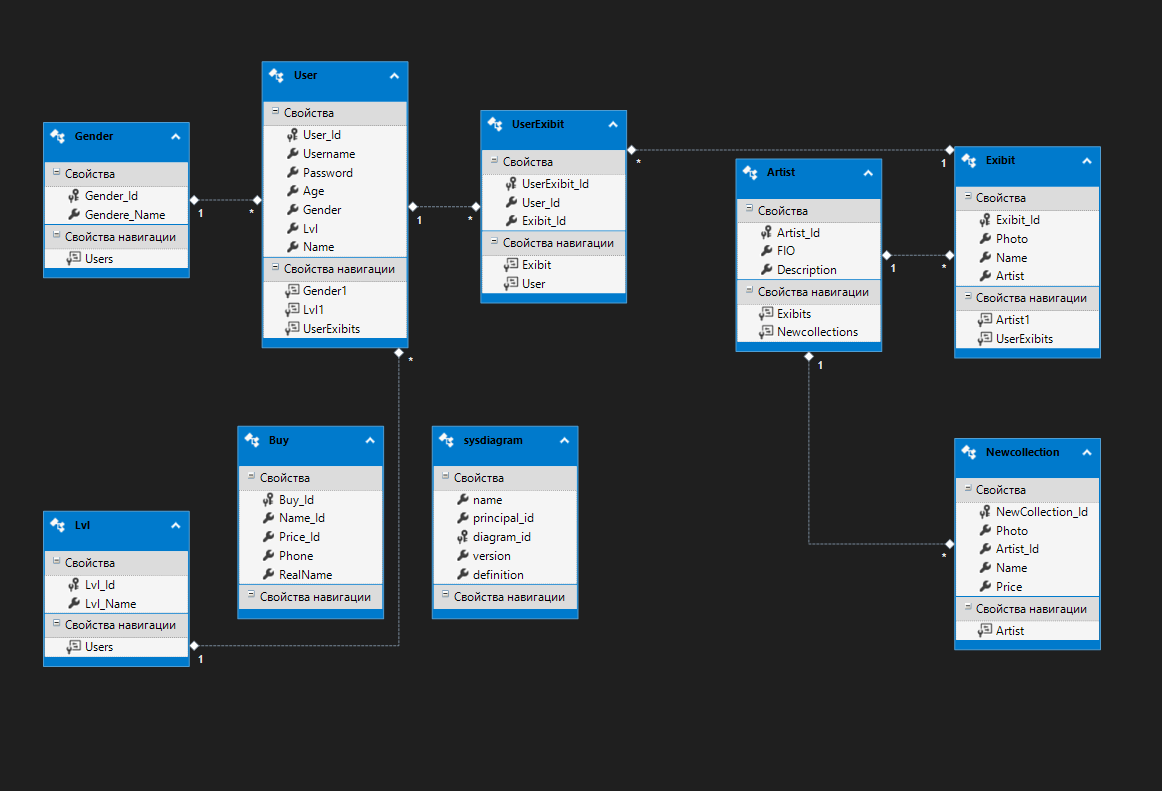 Gender
Свойства
Gender_Id
Gendere_Name
Свойства навигации
Users
1
*
User
Свойства
User_Id
Username
Password
Age
Gender
Lvl
Name
Свойства навигации
Gender1
Lvl1
UserExibits
1
*
*
UserExibit
Свойства
UserExibit_Id
User_Id
Exibit_Id
Свойства навигации
Exibit
User
*
1
Artist
Свойства
Artist_Id
FIO
Description
Свойства навигации
Exibits
Newcollections
1
*
1
Exibit
Свойства
Exibit_Id
Photo
Name
Artist
Свойства навигации
Artist1
UserExibits
Lvl
Свойства
Lvl_Id
Lvl_Name
Свойства навигации
Users
1
Buy
Свойства
Buy_Id
Name_Id
Price_Id
Phone
RealName
Свойства навигации
sysdiagram
Свойства
name
principal_id
diagram_id
version
definition
Свойства навигации
*
Newcollection
Свойства
NewCollection_Id
Photo
Artist_Id
Name
Price
Свойства навигации
Artist